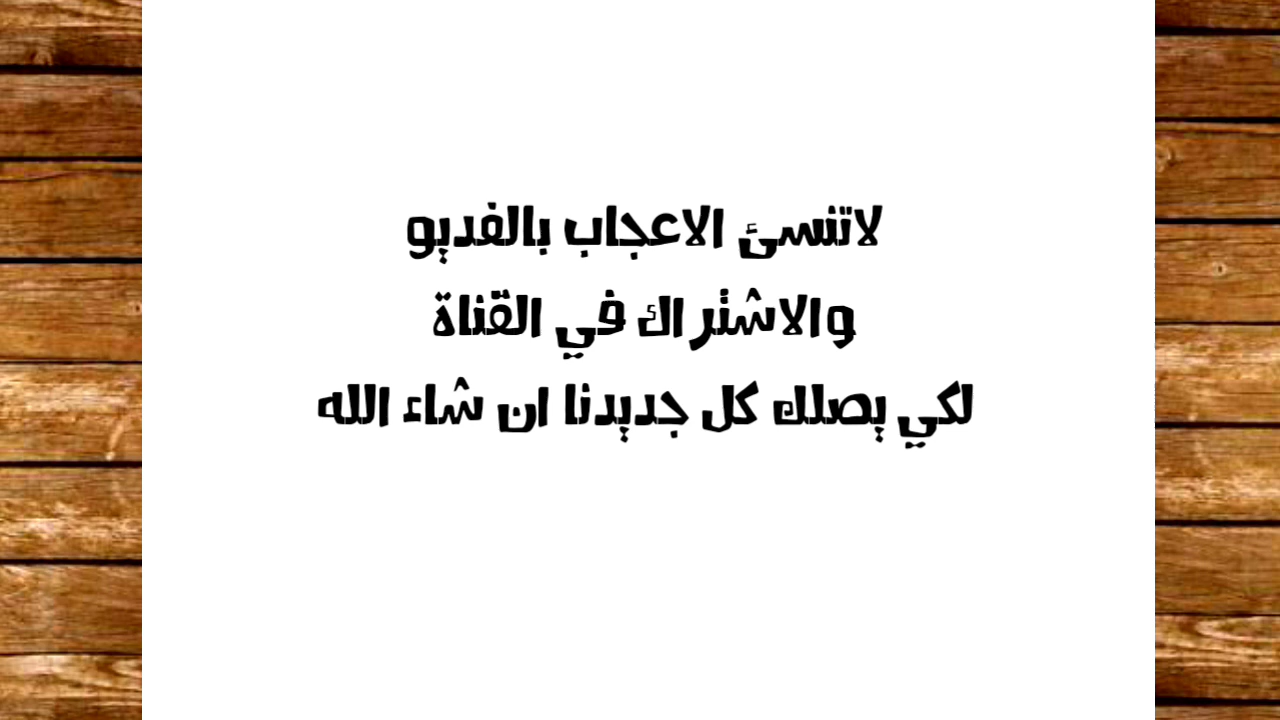 لاتنسئ الاعجاب بالفديو
والاشتراك في القناة
لكي يصلك كل جديدنا ان شاء الله